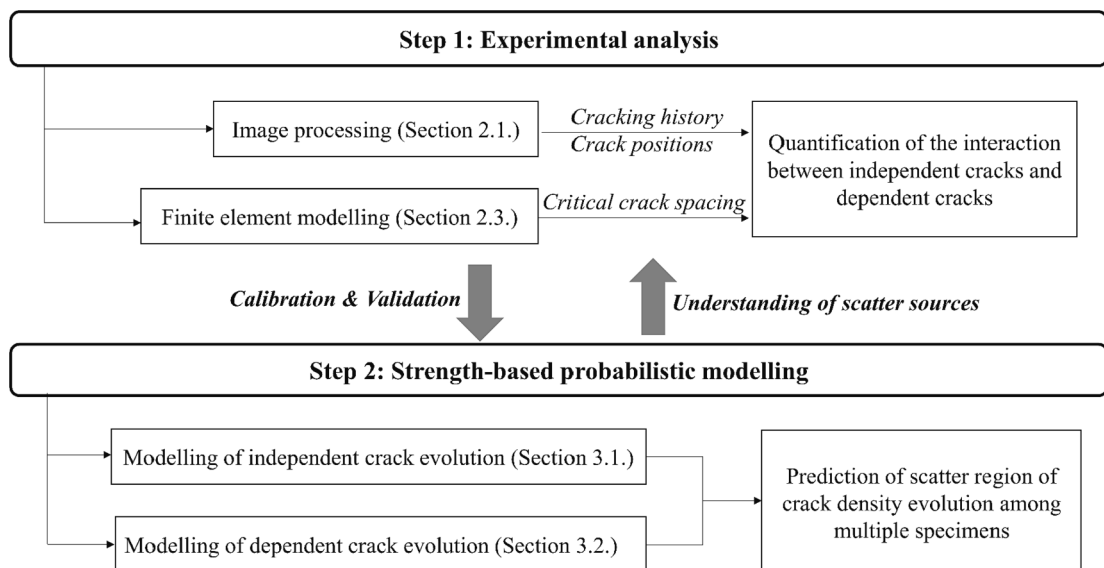 Step 1: Experimental analysis
Image processing (Section 2.1.)
Cracking history
Crack positions
Finite element modelling (Section 2.3.)
Critical crack spacing
Quantification of the interaction
between independent cracks and
dependent cracks
Calibration & Validation
Understanding of scatter sources
Step 2: Strength-based probabilistic modelling
Modelling of independent crack evolution (Section 3.1.)
Modelling of dependent crack evolution (Section 3.2.)
Prediction of scatter region of
crack density evolution among
multiple specimens